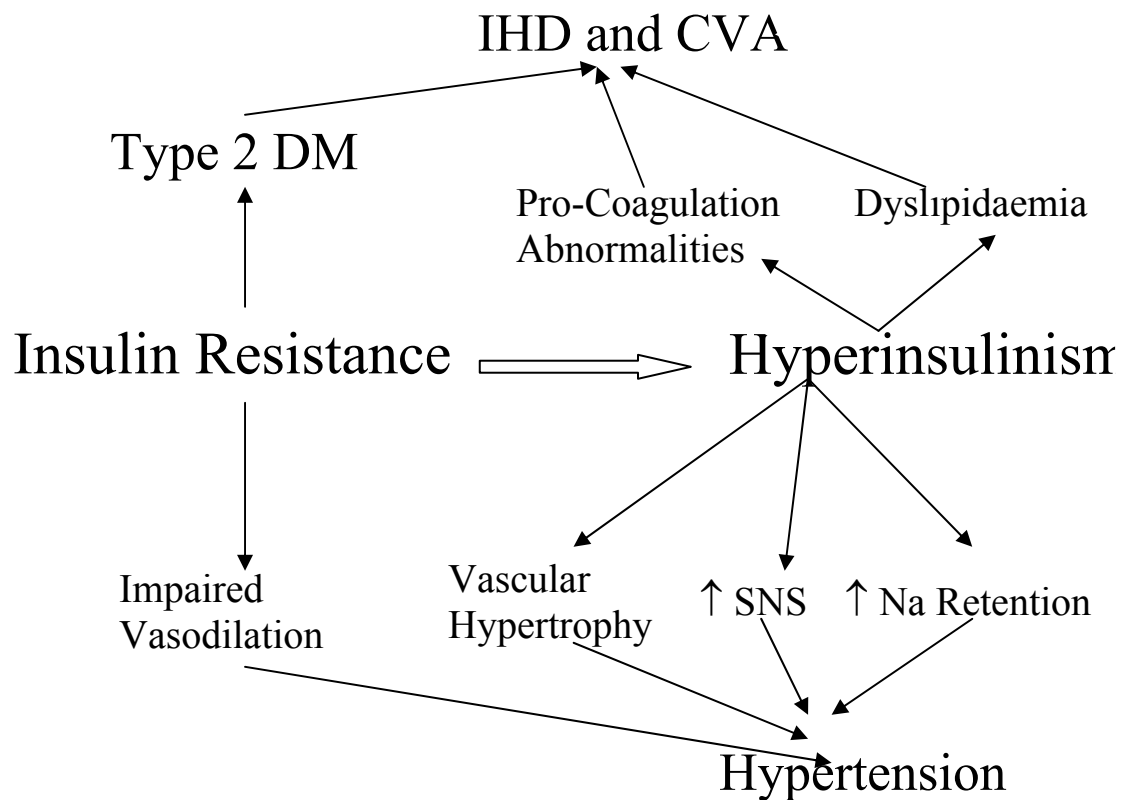 IHD and CVA
Type 2 DM
Pro-Coagulation
Abnormalities
Dyslipidaemia
Insulin Resistance
Hyperinsulinism
Impaired
Vasodilation
Vascular
Hypertrophy
↑ SNS
↑ Na Retention
Hypertension